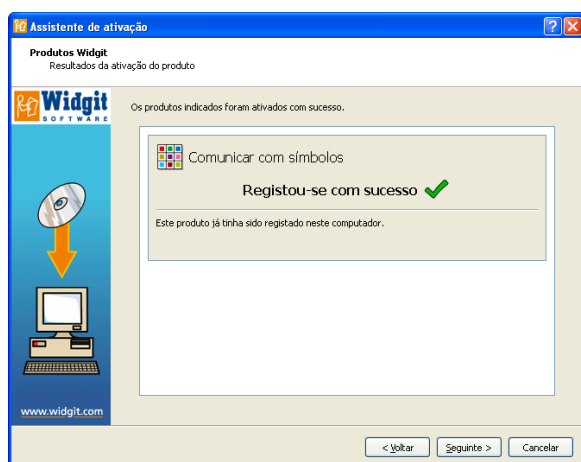 Assistente de ativação
Produtos Widgit
Resultados da ativação do produto
Widgit
SOFTWARE
Os produtos indicados foram ativados com sucesso.
Comunicar com símbolos
Registou-se com sucesso
Este produto já tinha sido registado neste computador.
www.widgit.com
< Voltar
Seguinte >
Cancelar